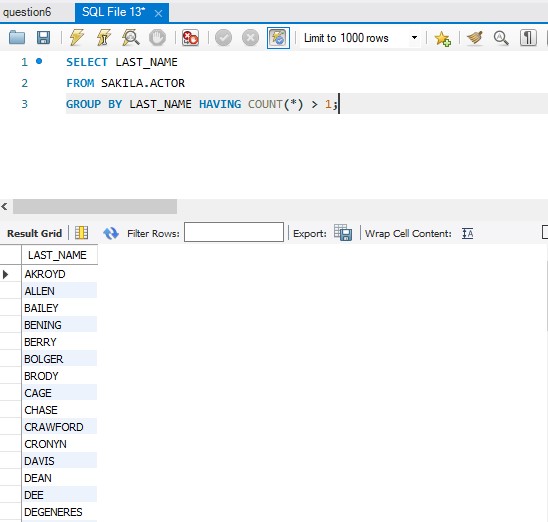 question6 SQL File 13*
Limit to 1000 rows
1 SELECT LAST_NAME
2 FROM SAKILA.ACTOR
3 GROUP BY LAST_NAME HAVING COUNT(*) > 1;
Result Grid Filter Rows: Export: Wrap Cell Content:
LAST_NAME
AKROYD
ALLEN
BAILEY
BENING
BERRY
BOLGER
BRODY
CAGE
CHASE
CRAWFORD
CRONYN
DAVIS
DEAN
DEE
DEGENERES